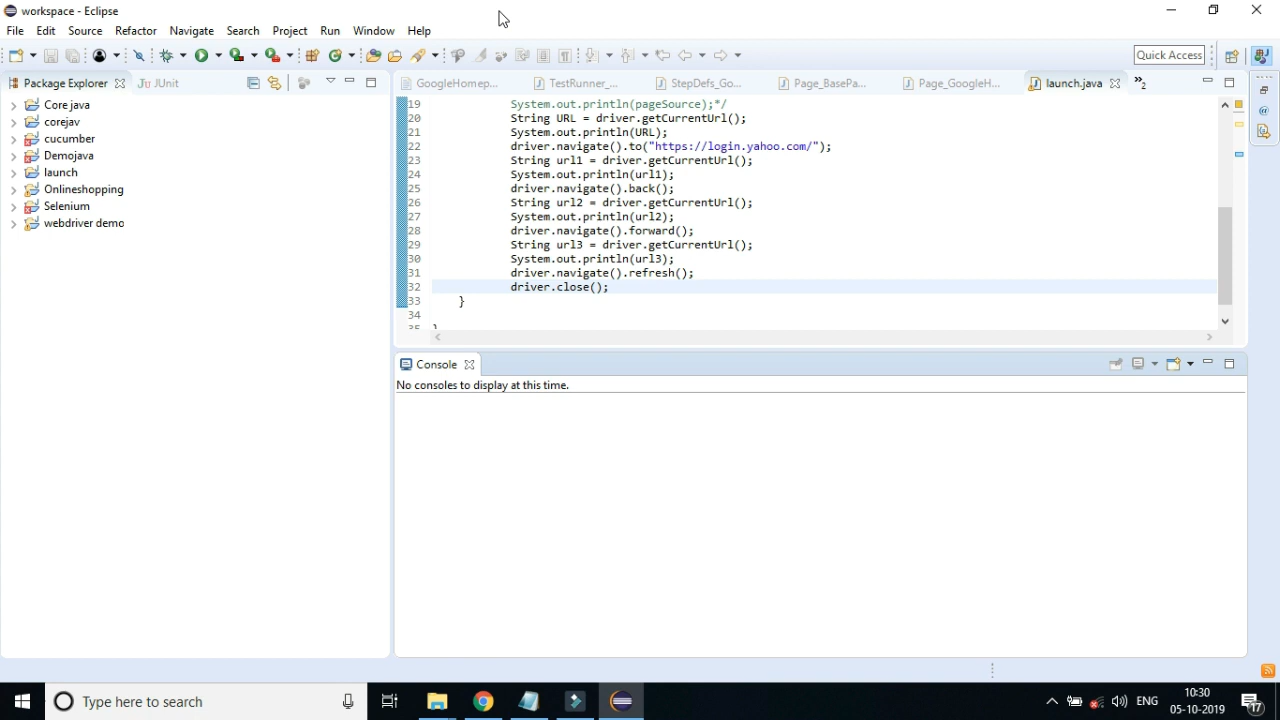 workspace - Eclipse
File Edit Source Refactor Navigate Search Project Run Window Help
Quick Access
Package Explorer JUnit
GoogleHomep... TestRunner_... StepDefs_Go... Page_BasePa... Page_GoogleH... launch.java »2
Core java
corejav
cucumber
Demojava
launch
Onlineshopping
Selenium
webdriver demo
19 System.out.println(pageSource);*/
20 String URL = driver.getCurrentUrl();
21 System.out.println(URL);
22 driver.navigate().to("https://login.yahoo.com/");
23 String url1 = driver.getCurrentUrl();
24 System.out.println(url1);
25 driver.navigate().back();
26 String url2 = driver.getCurrentUrl();
27 System.out.println(url2);
28 driver.navigate().forward();
29 String url3 = driver.getCurrentUrl();
30 System.out.println(url3);
31 driver.navigate().refresh();
32 driver.close();
33 }
34
35 }
Console
No consoles to display at this time.
Type here to search
ENG
10:30
05-10-2019
17